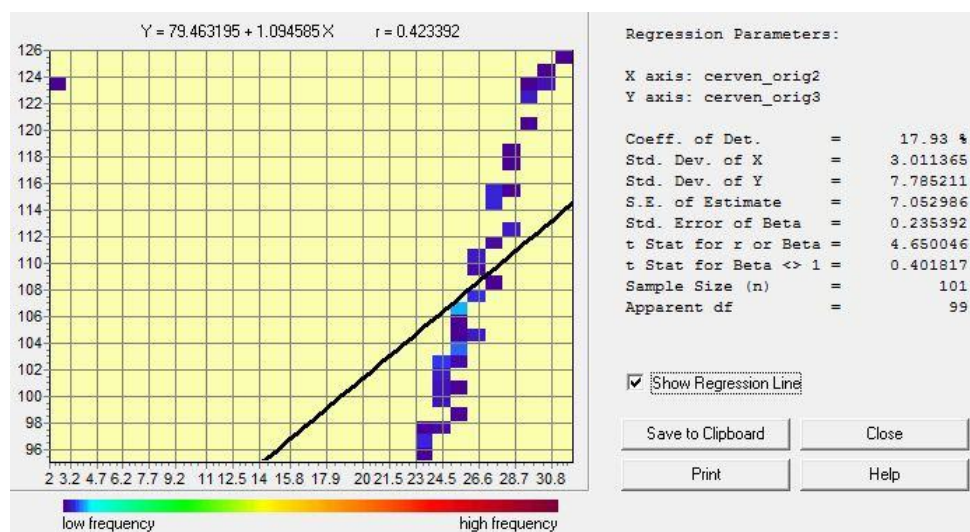 Y = 79.463195 + 1.094585 X r = 0.423392
126
124
122
120
118
116
114
112
110
108
106
104
102
100
98
96
2 3.2 4.7 6.2 7.7 9.2 11 12.5 14 15.8 17.9 20 21.5 23 24.5 26.6 28.7 30.8
low frequency high frequency
Regression Parameters:
X axis: cerven_orig2
Y axis: cerven_orig3
Coeff. of Det. = 17.93 %
Std. Dev. of X = 3.011365
Std. Dev. of Y = 7.785211
S.E. of Estimate = 7.052986
Std. Error of Beta = 0.235392
t Stat for r or Beta = 4.650046
t Stat for Beta <> 1 = 0.401817
Sample Size (n) = 101
Apparent df = 99
Show Regression Line
Save to Clipboard Close
Print Help